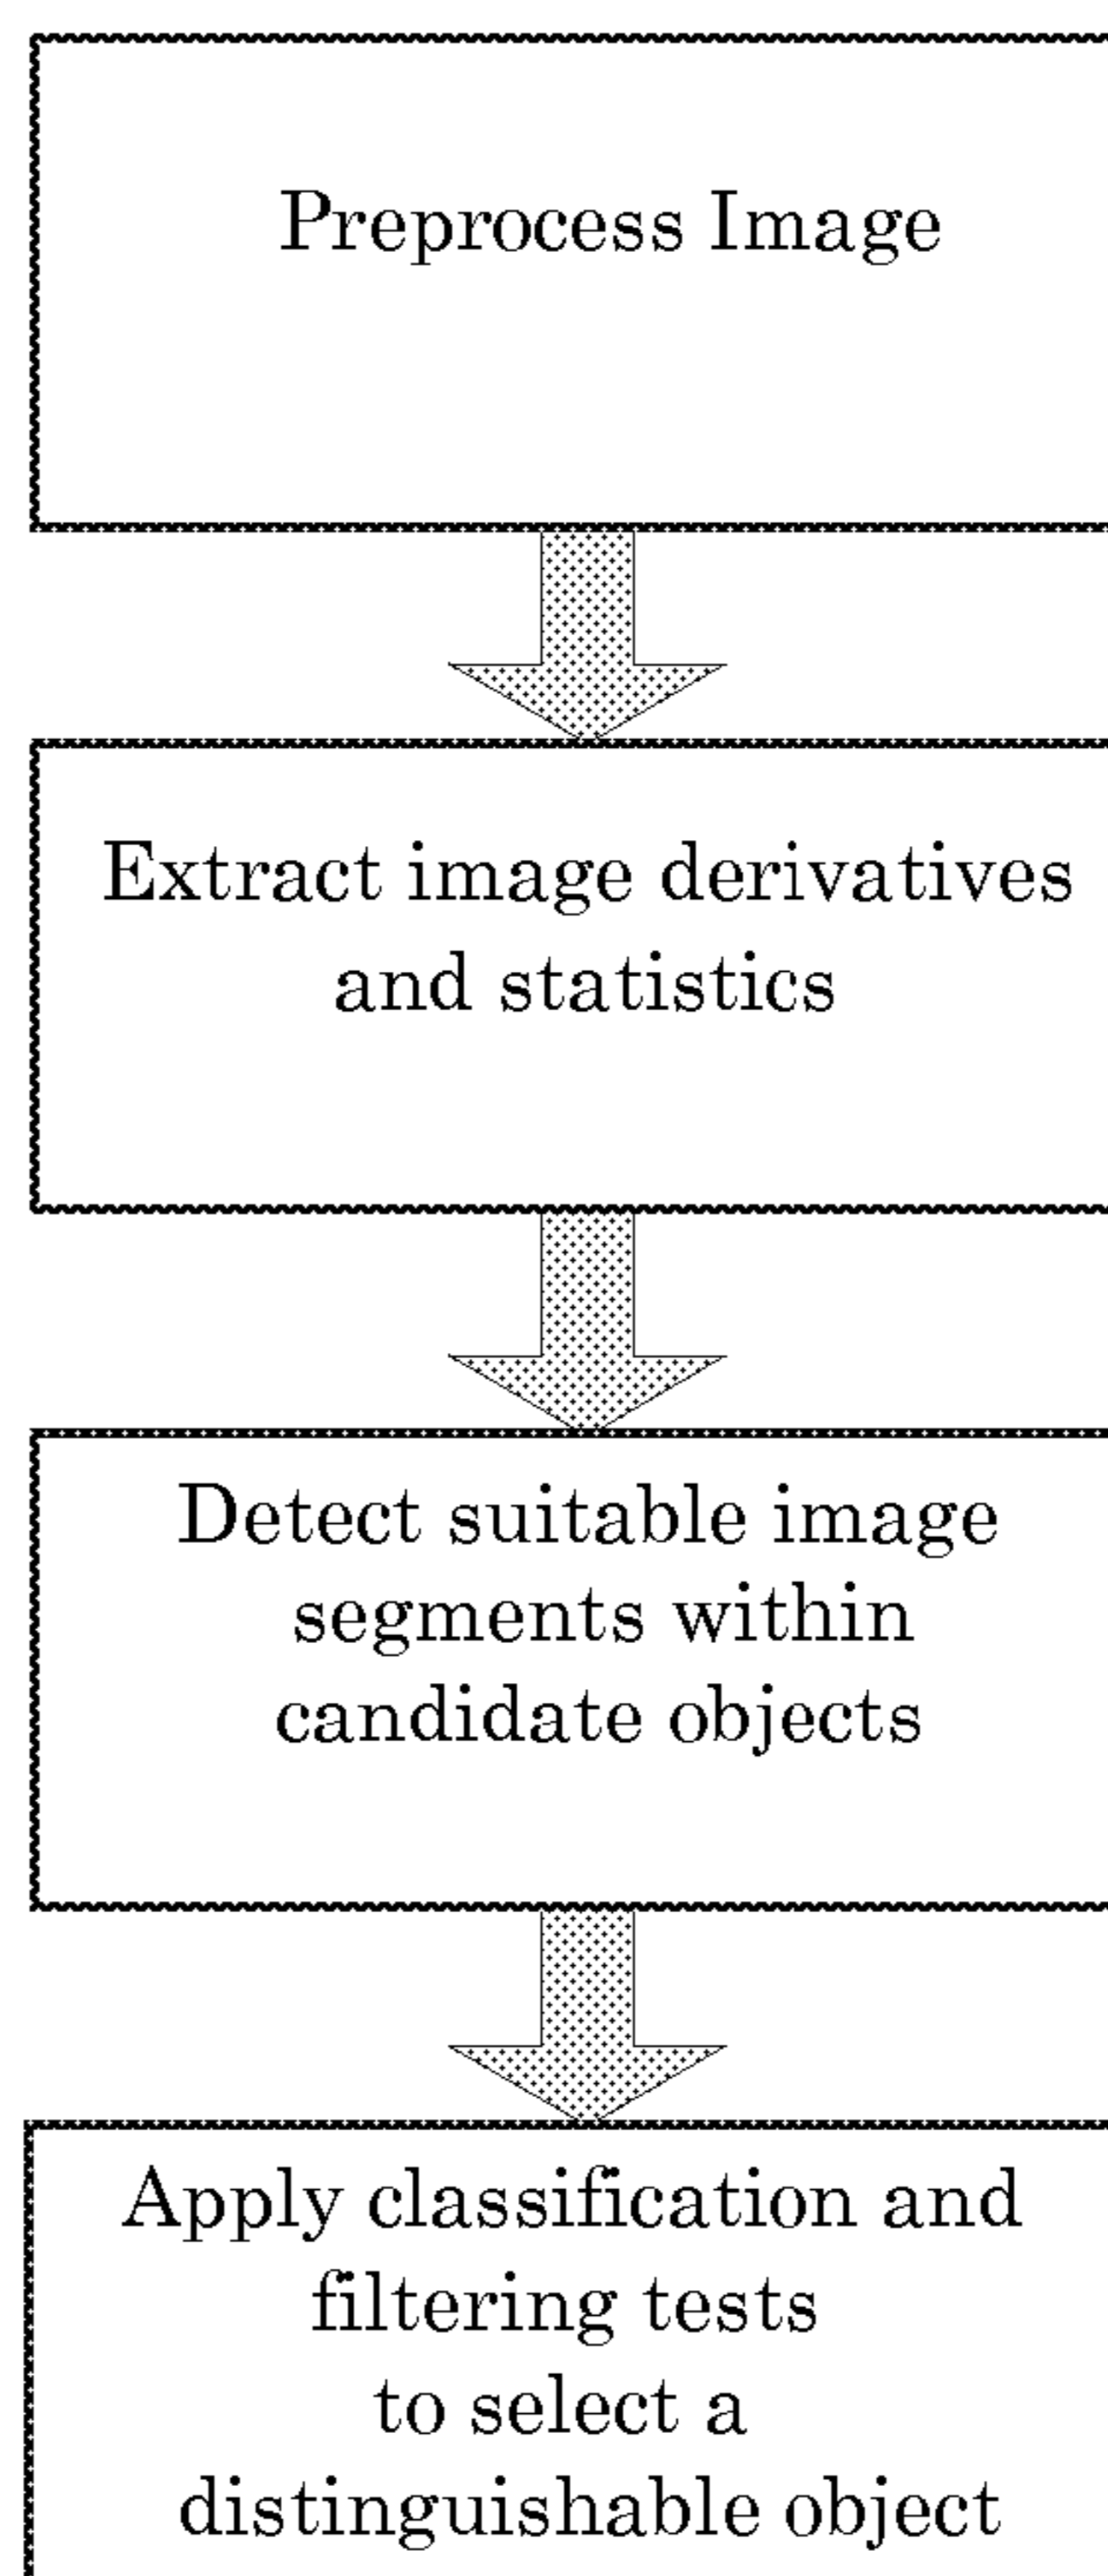 Preprocess Image
Extract image derivatives
and statistics
Detect suitable image
segments within
candidate objects
Apply classification and
filtering tests
to select a
distinguishable object